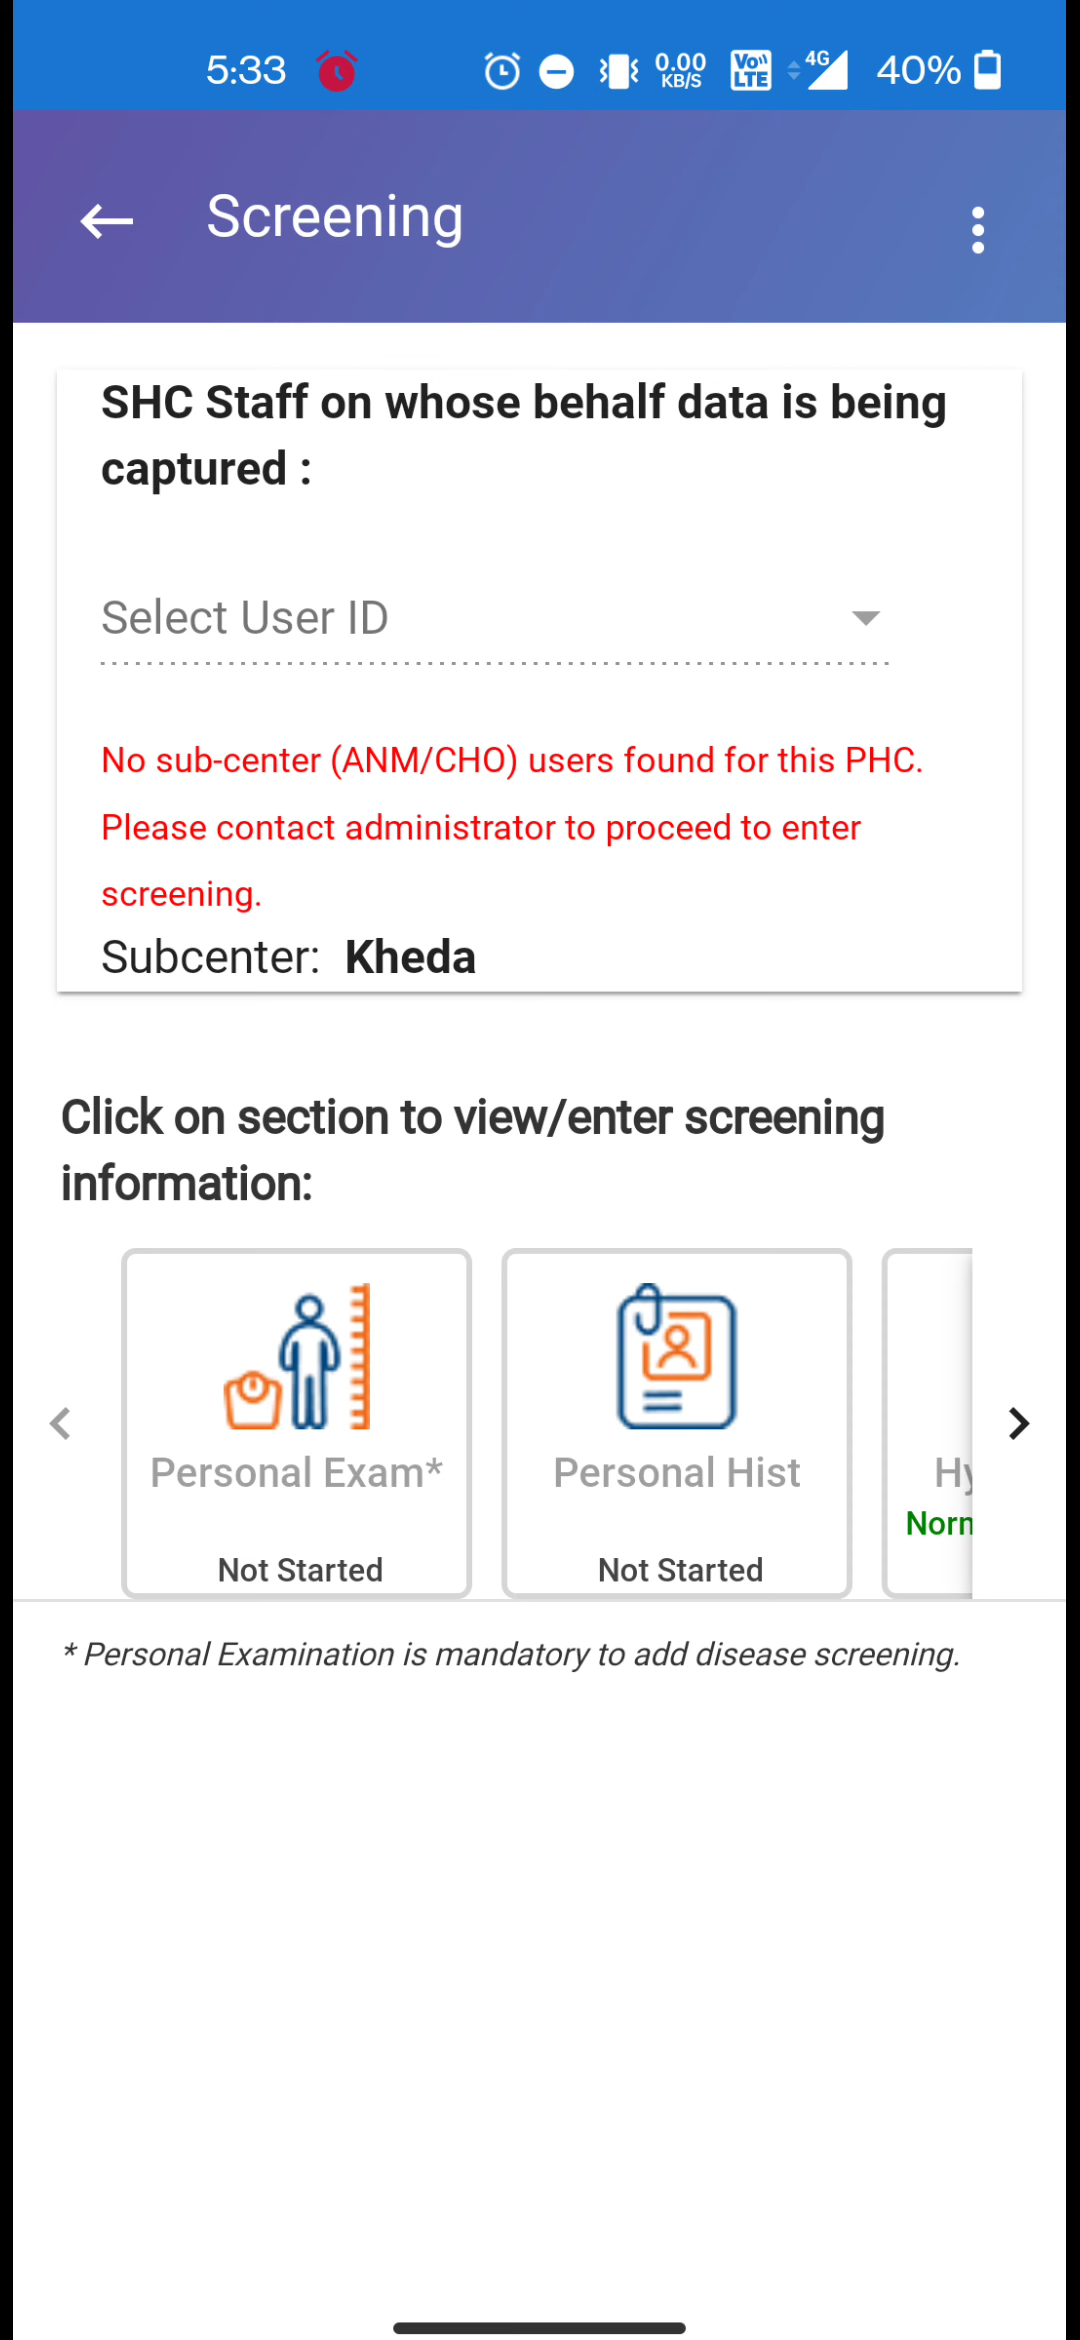 5:33 0.00 KB/S VoLTE 4G 40%
Screening
SHC Staff on whose behalf data is being
captured :
Select User ID
No sub-center (ANM/CHO) users found for this PHC.
Please contact administrator to proceed to enter
screening.
Subcenter: Kheda
Click on section to view/enter screening
information:
Personal Exam* Personal Hist Hy
Norn
Not Started Not Started
* Personal Examination is mandatory to add disease screening.